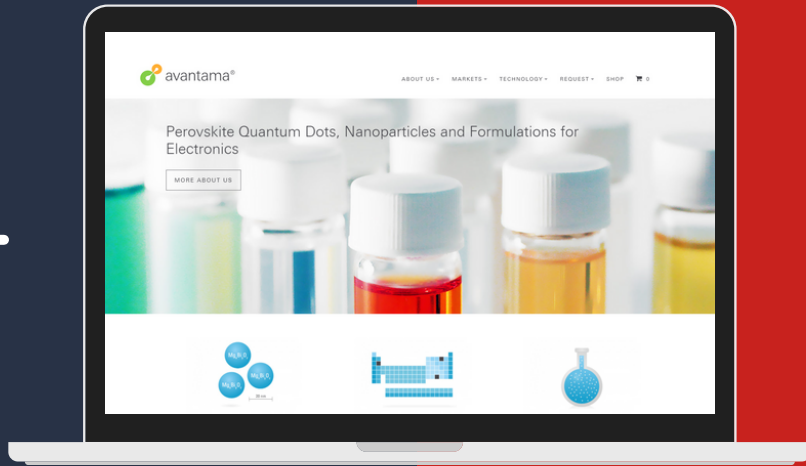 avantama®
ABOUT US
MARKETS
TECHNOLOGY
REQUEST
SHOP
0
Perovskite Quantum Dots, Nanoparticles and Formulations for
Electronics
MORE ABOUT US